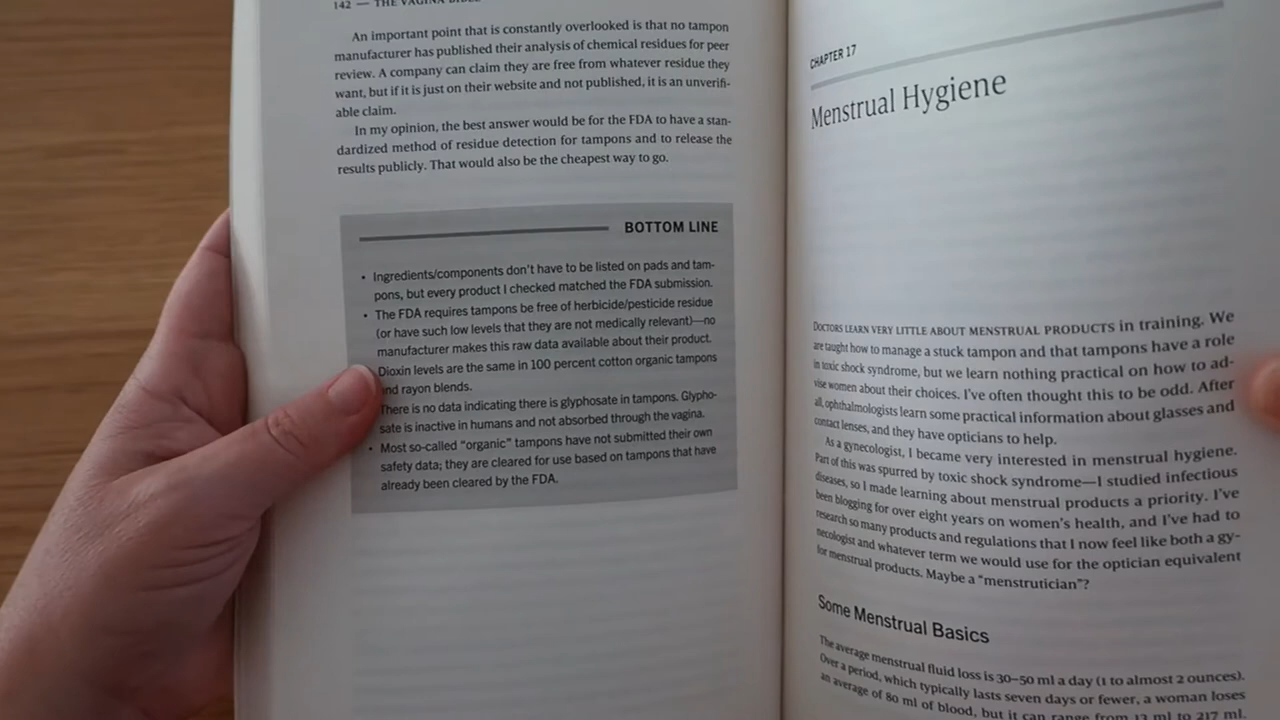 142 — THE VAGINA BIBLE
An important point that is constantly overlooked is that no tampon
manufacturer has published their analysis of chemical residues for peer
review. A company can claim they are free from whatever residue they
want, but if it is just on their website and not published, it is an unverifi-
able claim.
In my opinion, the best answer would be for the FDA to have a stan-
dardized method of residue detection for tampons and to release the
results publicly. That would also be the cheapest way to go.
BOTTOM LINE
• Ingredients/components don't have to be listed on pads and tam-
pons, but every product I checked matched the FDA submission.
• The FDA requires tampons be free of herbicide/pesticide residue
(or have such low levels that they are not medically relevant)—no
manufacturer makes this raw data available about their product.
Dioxin levels are the same in 100 percent cotton organic tampons
and rayon blends.
There is no data indicating there is glyphosate in tampons. Glypho-
sate is inactive in humans and not absorbed through the vagina.
• Most so-called "organic" tampons have not submitted their own
safety data; they are cleared for use based on tampons that have
already been cleared by the FDA.
CHAPTER 17
Menstrual Hygiene
DOCTORS LEARN VERY LITTLE ABOUT MENSTRUAL PRODUCTS in training. We
are taught how to manage a stuck tampon and that tampons have a role
in toxic shock syndrome, but we learn nothing practical on how to ad-
vise women about their choices. I've often thought this to be odd. After
all, ophthalmologists learn some practical information about glasses and
contact lenses, and they have opticians to help.
As a gynecologist, I became very interested in menstrual hygiene.
Part of this was spurred by toxic shock syndrome—I studied infectious
diseases, so I made learning about menstrual products a priority. I've
been blogging for over eight years on women's health, and I've had to
research so many products and regulations that I now feel like both a gy-
necologist and whatever term we would use for the optician equivalent
for menstrual products. Maybe a "menstrutician"?
Some Menstrual Basics
The average menstrual fluid loss is 30–50 ml a day (1 to almost 2 ounces).
Over a period, which typically lasts seven days or fewer, a woman loses
an average of 80 ml of blood, but it can range from 13 ml to 217 ml.